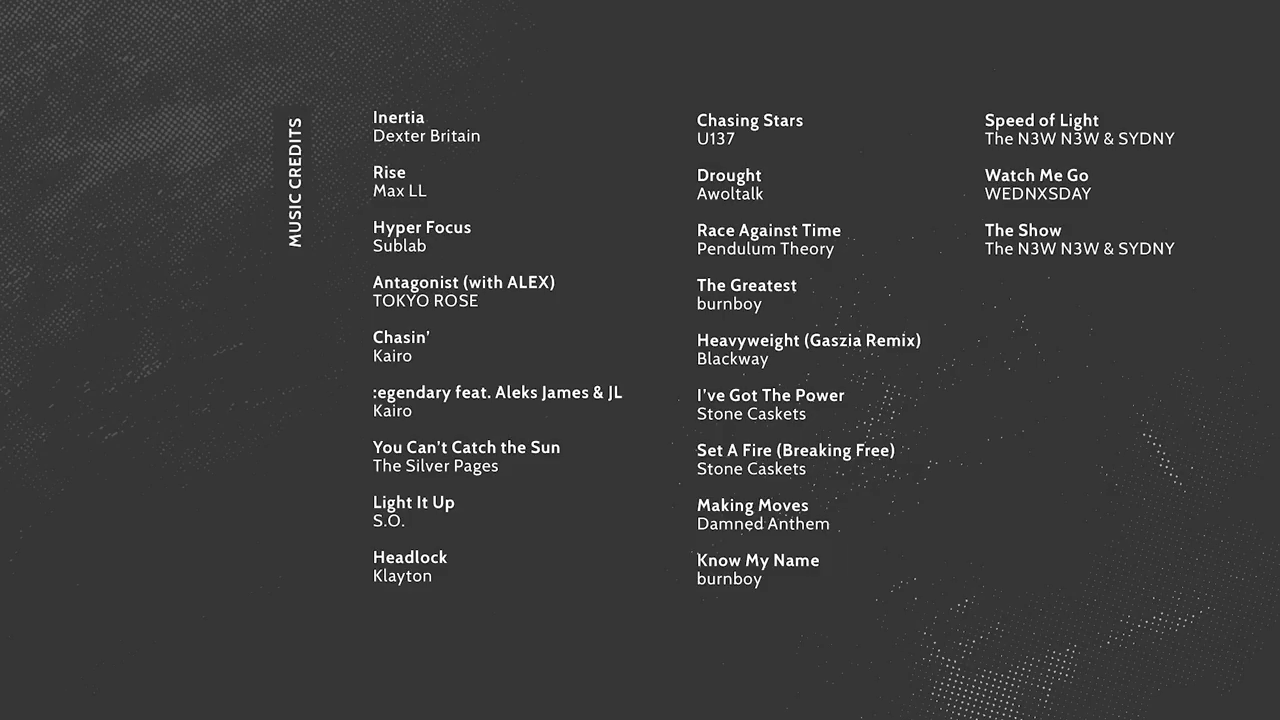 MUSIC CREDITS
Inertia
Dexter Britain
Rise
Max LL
Hyper Focus
Sublab
Antagonist (with ALEX)
TOKYO ROSE
Chasin'
Kairo
:egendary feat. Aleks James & JL
Kairo
You Can't Catch the Sun
The Silver Pages
Light It Up
S.O.
Headlock
Klayton
Chasing Stars
U137
Drought
Awoltalk
Race Against Time
Pendulum Theory
The Greatest
burnboy
Heavyweight (Gaszia Remix)
Blackway
I've Got The Power
Stone Caskets
Set A Fire (Breaking Free)
Stone Caskets
Making Moves
Damned Anthem
Know My Name
burnboy
Speed of Light
The N3W N3W & SYDNY
Watch Me Go
WEDNXSDAY
The Show
The N3W N3W & SYDNY